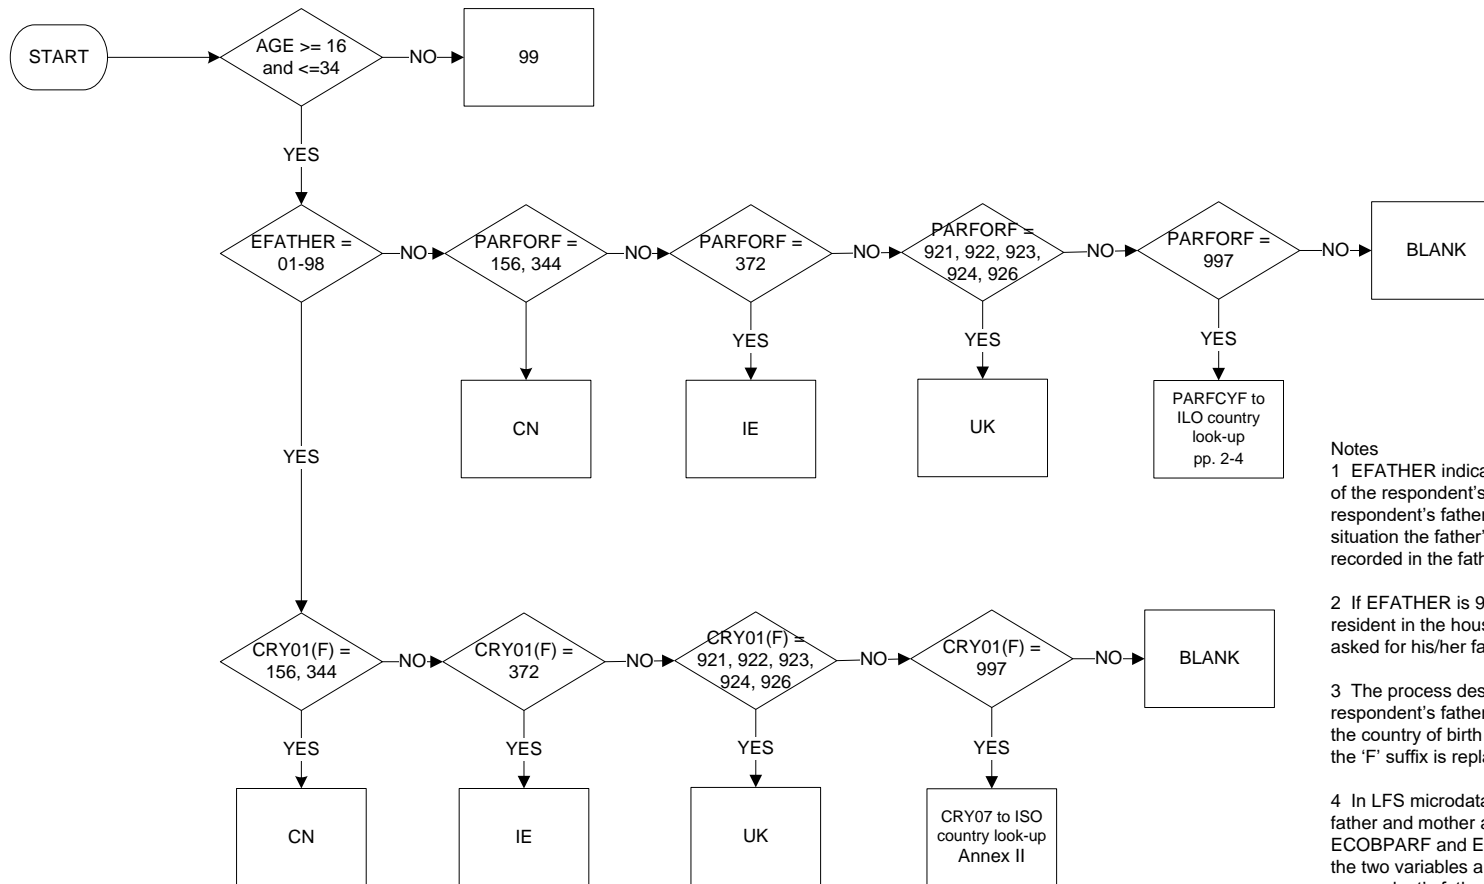 START
AGE >= 16
and <=34
NO
99
YES
EFATHER =
01-98
NO
PARFORF =
156, 344
NO
PARFORF =
372
NO
PARFORF =
921, 922, 923,
924, 926
NO
PARFORF =
997
NO
BLANK
YES
YES
YES
CN
IE
UK
PARFCYF to
ILO country
look-up
pp. 2-4
YES
Notes
1 EFATHER indica
of the respondent's
respondent's father
situation the father'
recorded in the fath
2 If EFATHER is 9
resident in the hous
asked for his/her fa
3 The process des
respondent's father
the country of birth
the 'F' suffix is repla
4 In LFS microdata
father and mother a
ECOBPARF and E
the two variables a
CRY01(F) =
156, 344
NO
CRY01(F) =
372
NO
CRY01(F) =
921, 922, 923,
924, 926
NO
CRY01(F) =
997
NO
BLANK
YES
YES
YES
YES
CN
IE
UK
CRY07 to ISO
country look-up
Annex II